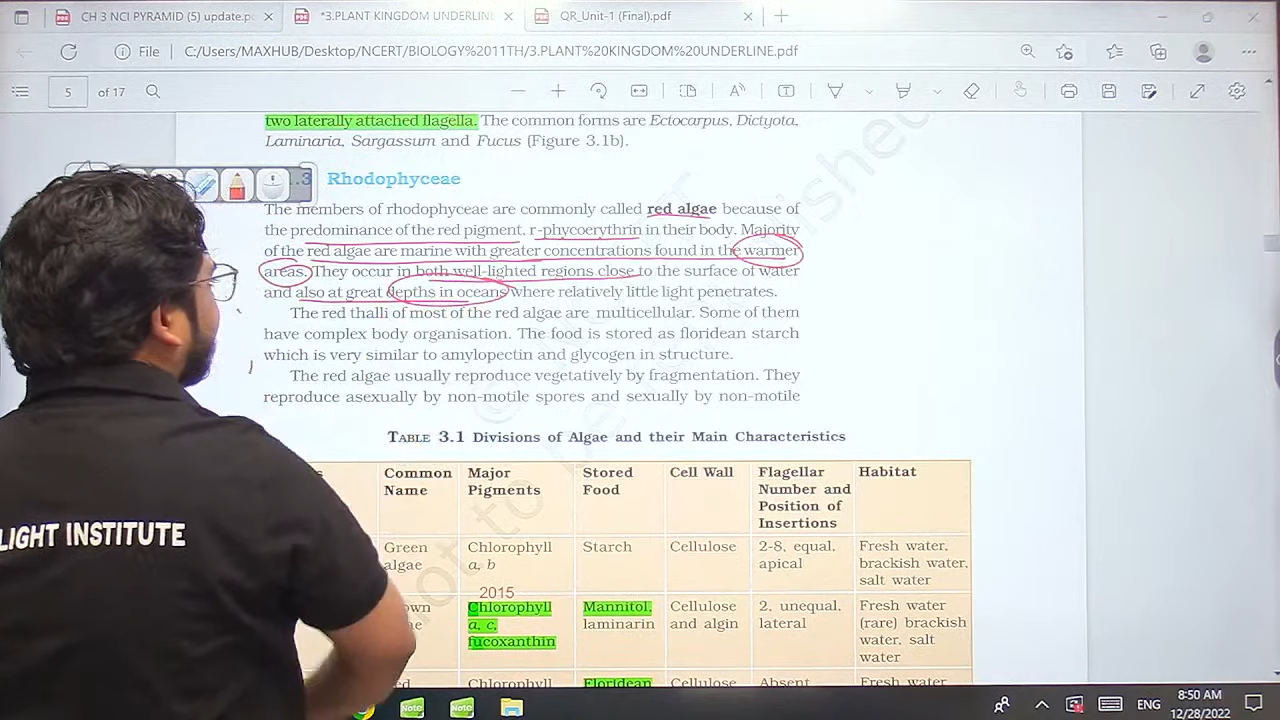 CH 3 NCI PYRAMID (5) update.p
*3.PLANT KINGDOM UNDERLINE
QR_Unit-1 (Final).pdf
File
C:/Users/MAXHUB/Desktop/NCERT/BIOLOGY%2011TH/3.PLANT%20KINGDOM%20UNDERLINE.pdf
5 of 17
two laterally attached flagella. The common forms are Ectocarpus, Dictyota,
Laminaria, Sargassum and Fucus (Figure 3.1b).
.3 Rhodophyceae
The members of rhodophyceae are commonly called red algae because of
the predominance of the red pigment, r-phycoerythrin in their body. Majority
of the red algae are marine with greater concentrations found in the warmer
areas. They occur in both well-lighted regions close to the surface of water
and also at great depths in oceans where relatively little light penetrates.
The red thalli of most of the red algae are multicellular. Some of them
have complex body organisation. The food is stored as floridean starch
which is very similar to amylopectin and glycogen in structure.
The red algae usually reproduce vegetatively by fragmentation. They
reproduce asexually by non-motile spores and sexually by non-motile
TABLE 3.1 Divisions of Algae and their Main Characteristics
Common Name
Major Pigments
Stored Food
Cell Wall
Flagellar Number and Position of Insertions
Habitat
Green algae
Chlorophyll a, b
Starch
Cellulose
2-8, equal, apical
Fresh water, brackish water, salt water
2015
Chlorophyll a, c, fucoxanthin
Mannitol, laminarin
Cellulose and algin
2, unequal, lateral
Fresh water (rare) brackish water, salt water
Chlorophyll
Floridean
Cellulose
Absent
Fresh water
LIGHT INSTITUTE
Note
Note
ENG
8:50 AM
12/28/2022